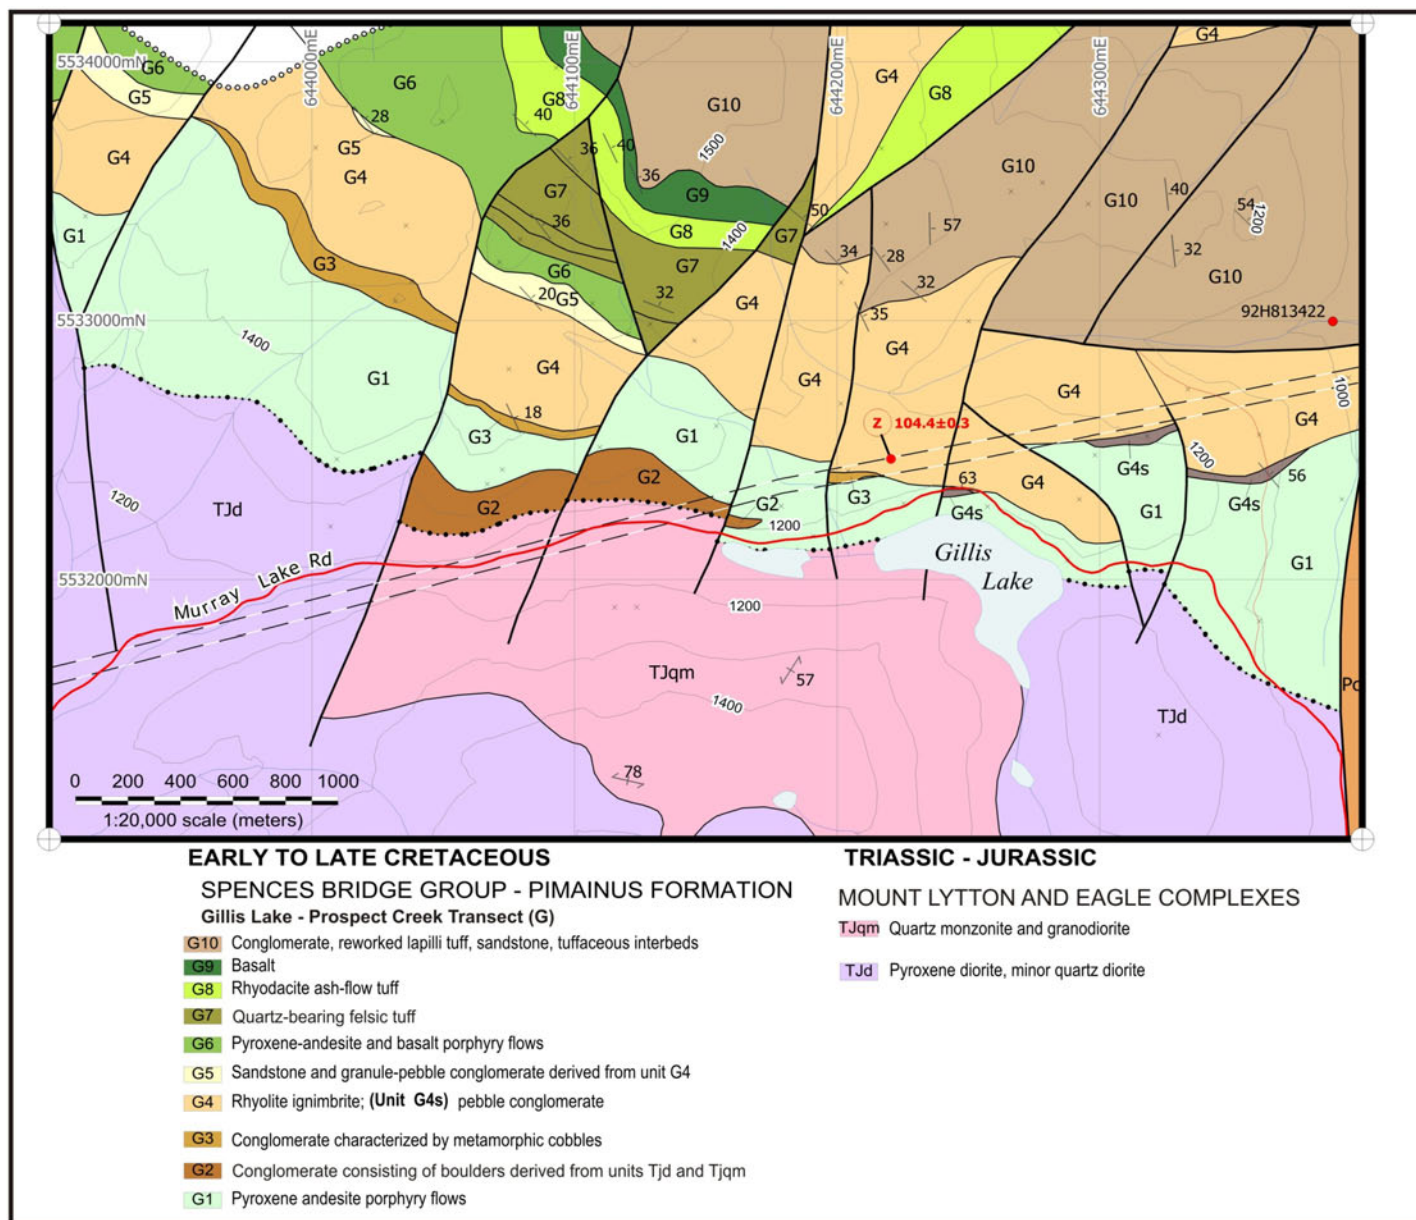 644000mE
644100mE
644200mE
644300mE
5534000mN
G6
G6
G8
G4
G4
G5
G10
G8
28
40
1500
G5
G4
G4
36
40
36
G10
G10
40
G7
G9
54
1200
G1
50
36
G8
1400
G7
57
34
28
G3
G6
G7
32
32
G10
20
G5
32
G4
35
92H813422
5533000mN
1400
G4
G1
G4
G4
G4
1000
18
G4
G3
G1
Z 104.4±0.3
1200
G4s
56
G2
63
G4
G2
G2
G3
G4s
G4s
1200
TJd
1200
G1
Gillis
Lake
G1
Murray Lake Rd
5532000mN
1200
TJqm
57
1400
Pc
TJd
78
0 200 400 600 800 1000
1:20,000 scale (meters)
EARLY TO LATE CRETACEOUS
SPENCES BRIDGE GROUP - PIMAINUS FORMATION
Gillis Lake - Prospect Creek Transect (G)
G10 Conglomerate, reworked lapilli tuff, sandstone, tuffaceous interbeds
G9 Basalt
G8 Rhyodacite ash-flow tuff
G7 Quartz-bearing felsic tuff
G6 Pyroxene-andesite and basalt porphyry flows
G5 Sandstone and granule-pebble conglomerate derived from unit G4
G4 Rhyolite ignimbrite; (Unit G4s) pebble conglomerate
G3 Conglomerate characterized by metamorphic cobbles
G2 Conglomerate consisting of boulders derived from units Tjd and Tjqm
G1 Pyroxene andesite porphyry flows
TRIASSIC - JURASSIC
MOUNT LYTTON AND EAGLE COMPLEXES
TJqm Quartz monzonite and granodiorite
TJd Pyroxene diorite, minor quartz diorite